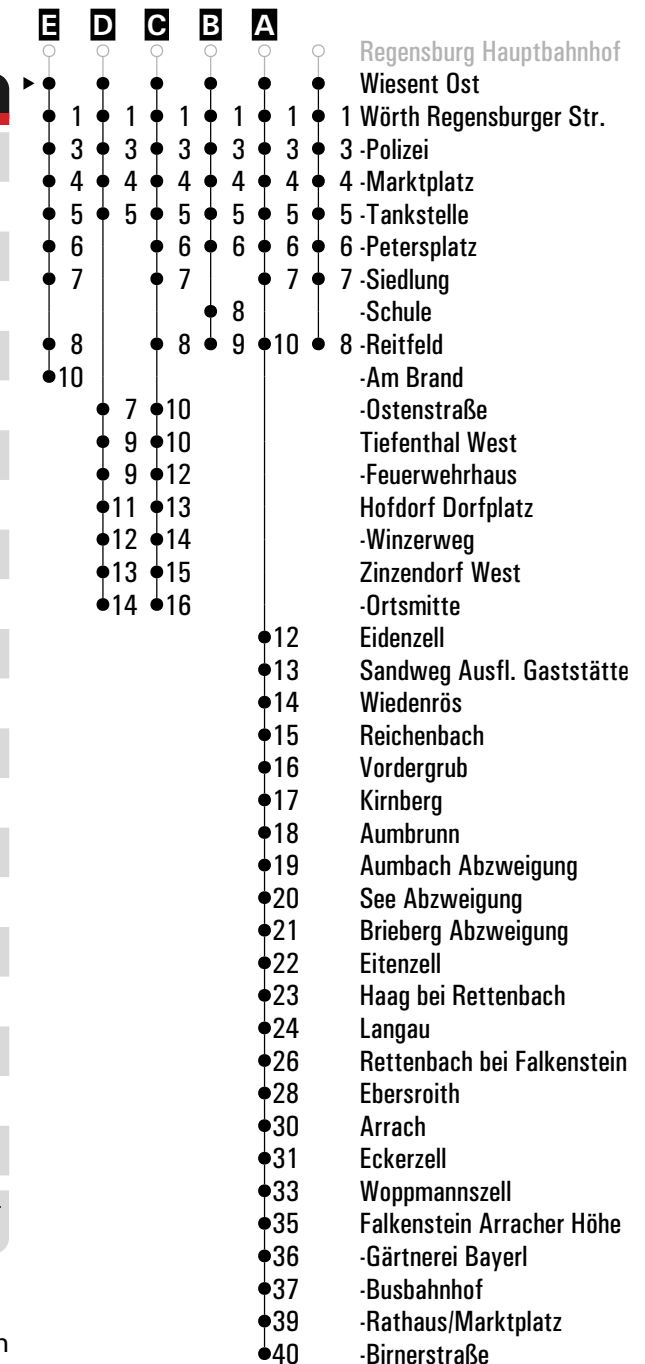 E D C B A
Regensburg Hauptbahnhof
Wiesent Ost
1 1 1 1 1 1 Wörth Regensburger Str.
3 3 3 3 3 3 -Polizei
4 4 4 4 4 4 -Marktplatz
5 5 5 5 5 5 -Tankstelle
6 6 6 6 6 -Petersplatz
7 7 7 7 -Siedlung
8 -Schule
8 8 9 10 8 -Reitfeld
10 -Am Brand
7 10 -Ostenstraße
9 10 Tiefenthal West
9 12 -Feuerwehrhaus
11 13 Hofdorf Dorfplatz
12 14 -Winzerweg
13 15 Zinzendorf West
14 16 -Ortsmitte
12 Eidenzell
13 Sandweg Ausfl. Gaststätte
14 Wiedenrös
15 Reichenbach
16 Vordergrub
17 Kirnberg
18 Aumbrunn
19 Aumbach Abzweigung
20 See Abzweigung
21 Brieberg Abzweigung
22 Eitenzell
23 Haag bei Rettenbach
24 Langau
26 Rettenbach bei Falkenstein
28 Ebersroith
30 Arrach
31 Eckerzell
33 Woppmannszell
35 Falkenstein Arracher Höhe
36 -Gärtnerei Bayerl
37 -Busbahnhof
39 -Rathaus/Marktplatz
40 -Birnerstraße